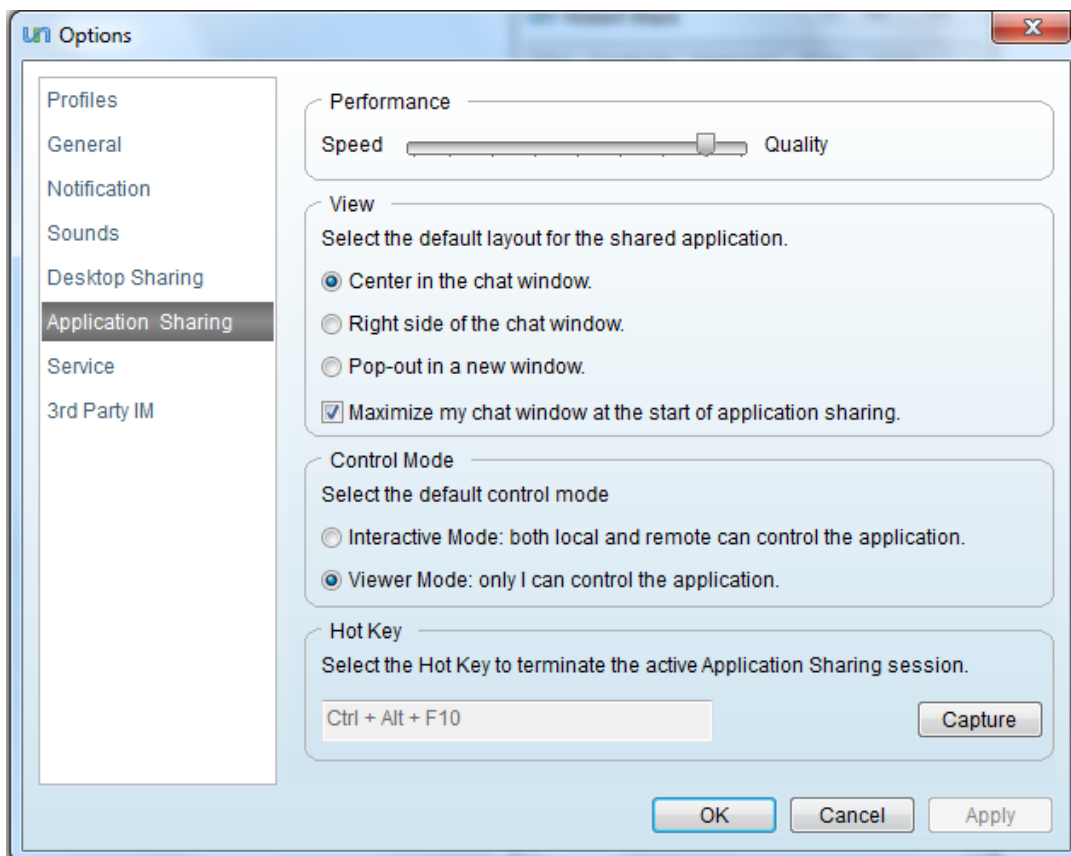 un Options
Profiles
General
Notification
Sounds
Desktop Sharing
Application Sharing
Service
3rd Party IM
Performance
Speed Quality
View
Select the default layout for the shared application.
Center in the chat window.
Right side of the chat window.
Pop-out in a new window.
Maximize my chat window at the start of application sharing.
Control Mode
Select the default control mode
Interactive Mode: both local and remote can control the application.
Viewer Mode: only I can control the application.
Hot Key
Select the Hot Key to terminate the active Application Sharing session.
Ctrl + Alt + F10 Capture
OK Cancel Apply